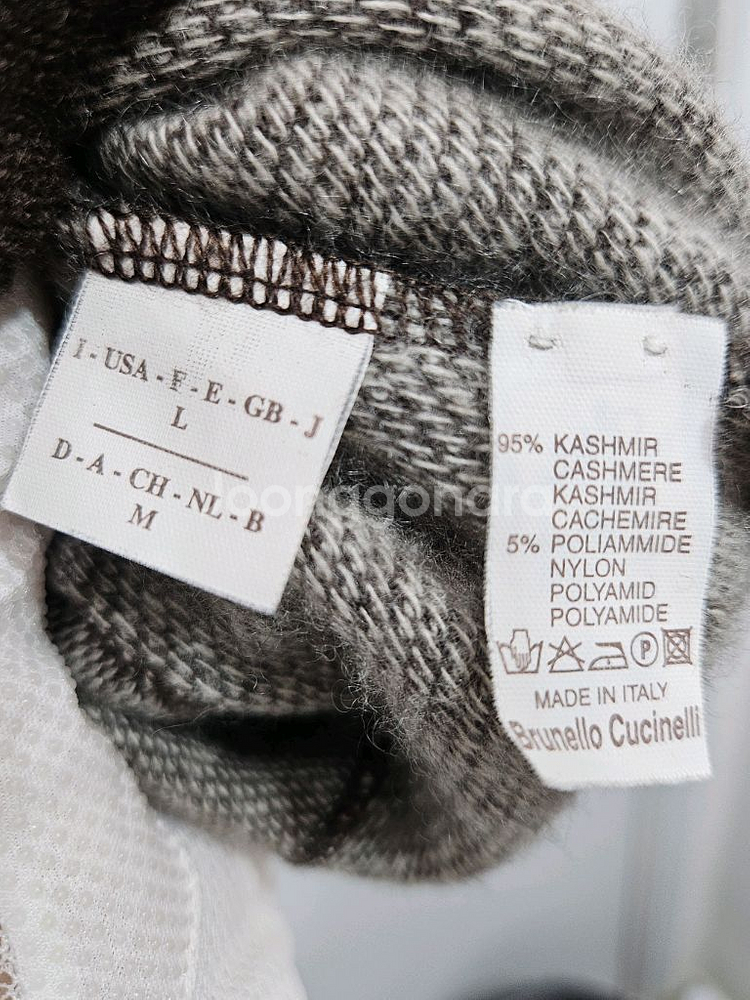 I - USA - F - E - GB - J
L
D - A - CH - NL - B
M
95% KASHMIR
CASHMERE
KASHMIR
CACHEMIRE
5% POLIAMMIDE
NYLON
POLYAMID
POLYAMIDE
P
MADE IN ITALY
Brunello Cucinelli